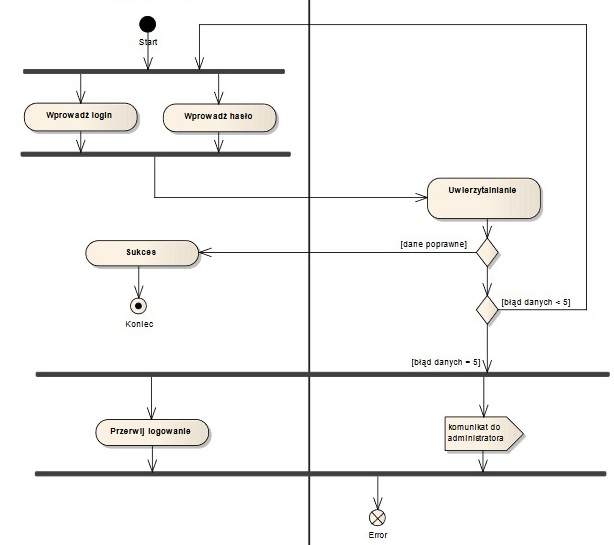 Start
Wprowadź login
Wprowadź hasło
Uwierzytalnianie
[dane poprawne]
Sukces
[błąd danych < 5]
Koniec
[błąd danych = 5]
Przerwij logowanie
komunikat do
administratora
Error